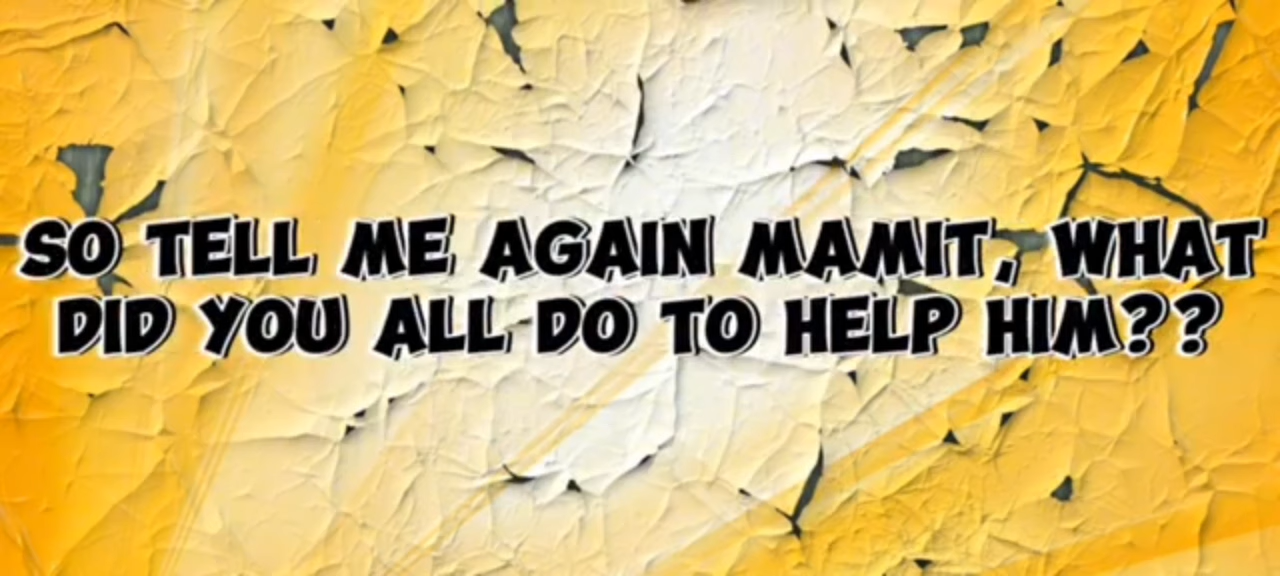 SO TELL ME AGAIN MAMIT, WHAT
DID YOU ALL DO TO HELP HIM??